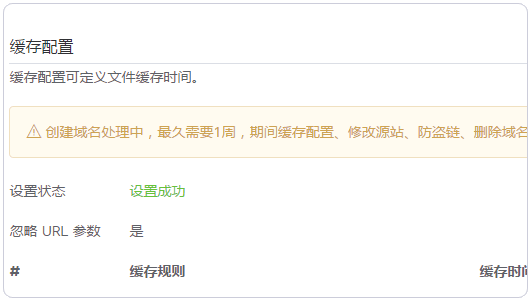 缓存配置
缓存配置可定义文件缓存时间。
创建域名处理中，最久需要1周，期间缓存配置、修改源站、防盗链、删除域名
设置状态 设置成功
忽略 URL 参数 是
# 缓存规则 缓存时间